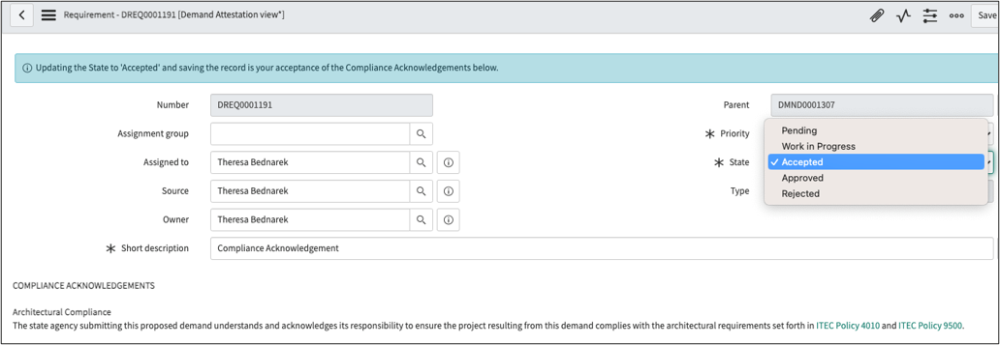 Requirement - DREQ0001191 [Demand Attestation view*]
Save
Updating the State to 'Accepted' and saving the record is your acceptance of the Compliance Acknowledgements below.
Number DREQ0001191 Parent DMND0001307
Assignment group Priority
Assigned to Theresa Bednarek State
Source Theresa Bednarek Type
Pending
Work in Progress
Accepted
Approved
Rejected
Owner Theresa Bednarek
Short description Compliance Acknowledgement
COMPLIANCE ACKNOWLEDGEMENTS
Architectural Compliance
The state agency submitting this proposed demand understands and acknowledges its responsibility to ensure the project resulting from this demand complies with the architectural requirements set forth in ITEC Policy 4010 and ITEC Policy 9500.